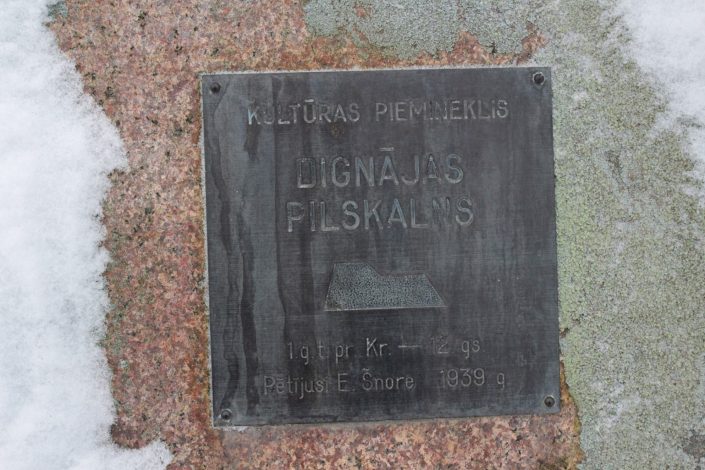 KULTŪRAS PIEMINEKLIS
DIGNĀJAS
PILSKALNS
1.g.t. pr. Kr. — 12. gs
Pētījusi E. Šnore 1939 g